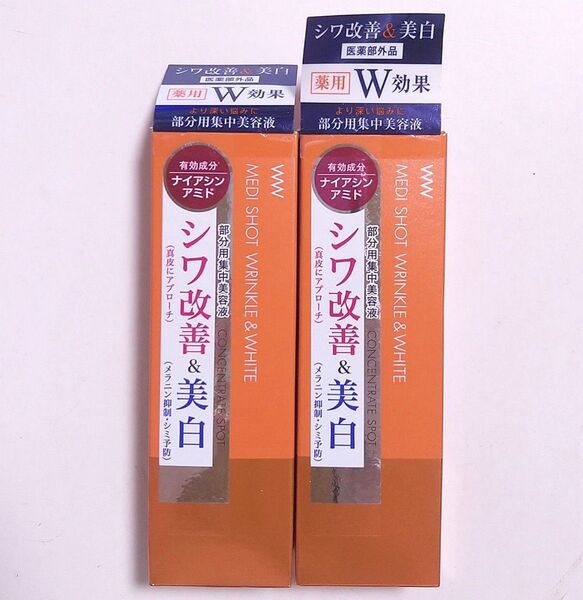 シワ改善&美白
医薬部外品
薬用 W効果
より深い悩みに
部分用集中美容液
有効成分
ナイアシン
アミド
シワ改善&美白
(真皮にアプローチ)
(メラニン抑制・シミ予防)
部分用集中美容液
CONCENTRATE SPOT
WW
MEDI SHOT WRINKLE & WHITE
シワ改善&美白
医薬部外品
薬用 W効果
より深い悩みに
部分用集中美容液
有効成分
ナイアシン
アミド
シワ改善&美白
(真皮にアプローチ)
(メラニン抑制・シミ予防)
部分用集中美容液
CONCENTRATE SPOT
WW
MEDI SHOT WRINKLE & WHITE